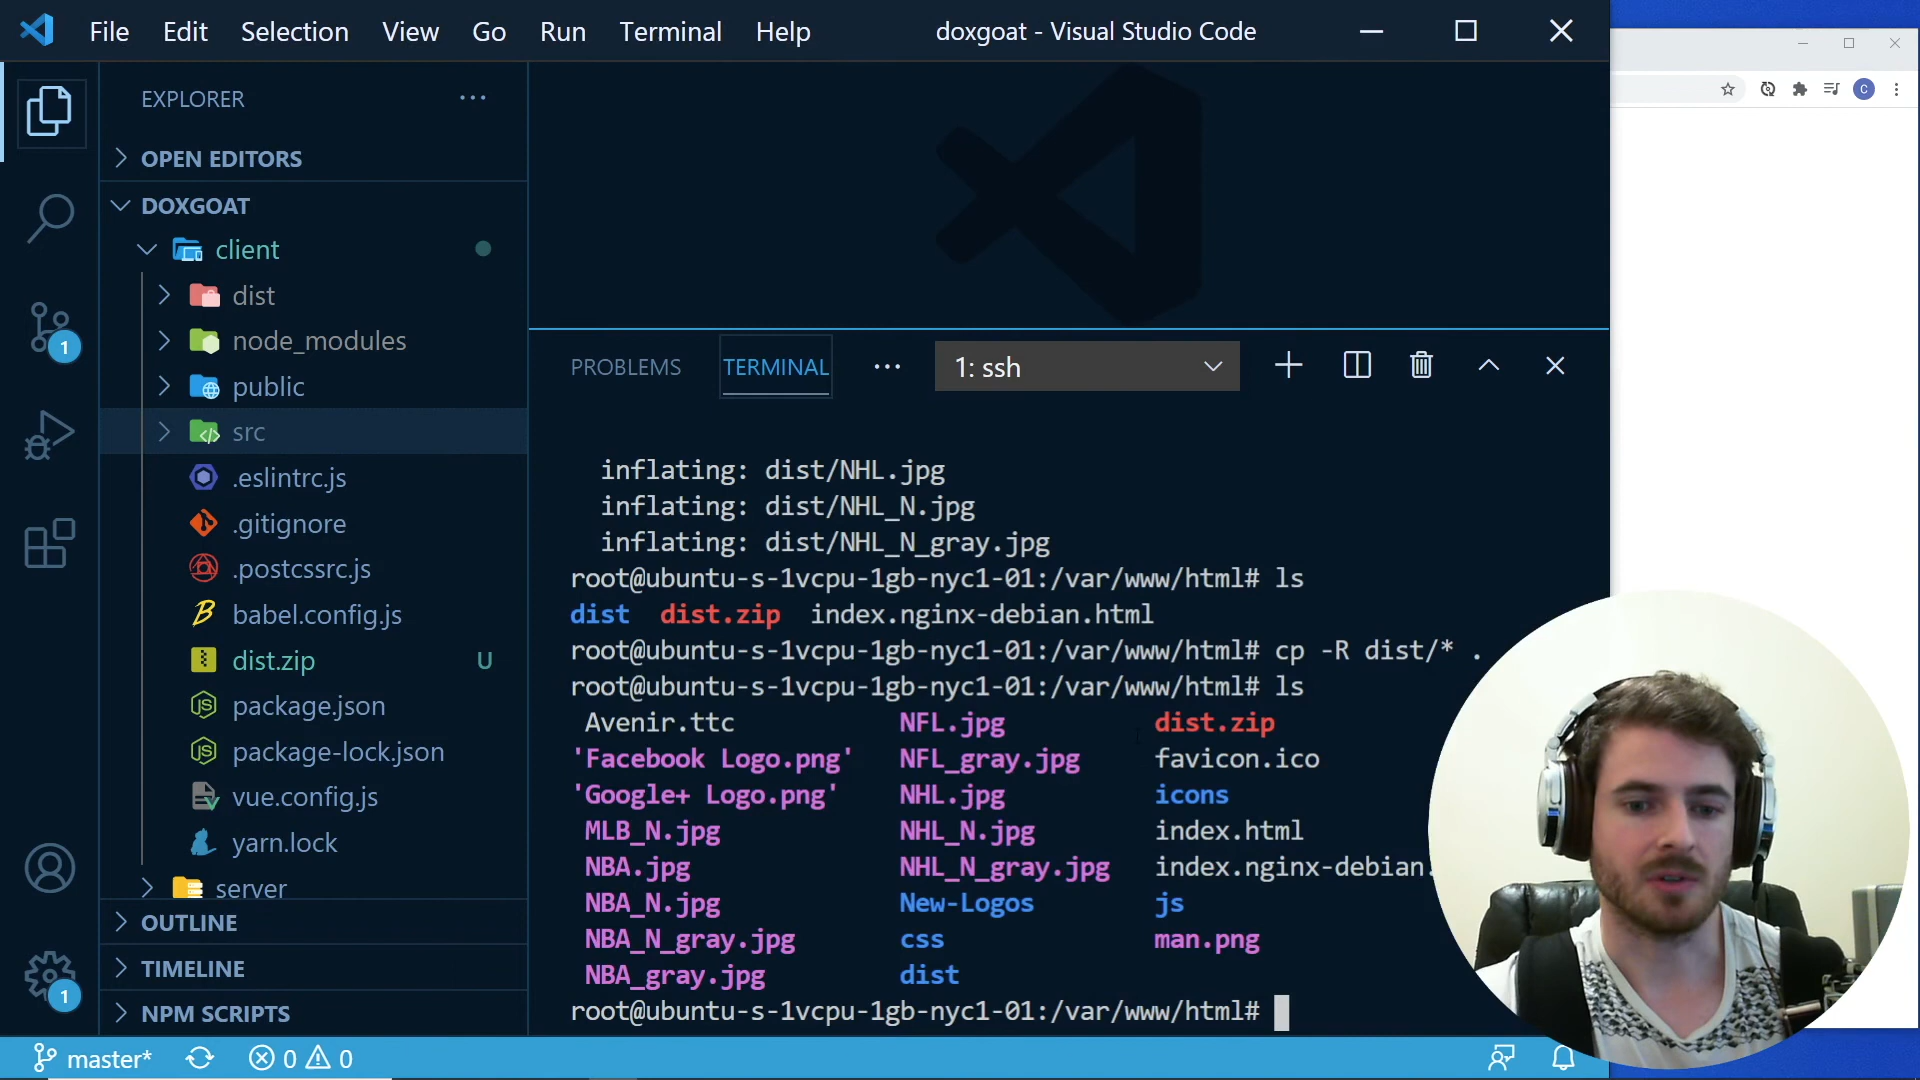 File Edit Selection View Go Run Terminal Help doxgoat - Visual Studio Code
EXPLORER
OPEN EDITORS
DOXGOAT
client
dist
node_modules
public
src
.eslintrc.js
.gitignore
.postcssrc.js
babel.config.js
dist.zip U
package.json
package-lock.json
vue.config.js
yarn.lock
server
OUTLINE
TIMELINE
NPM SCRIPTS
1
1
master* 0 0
PROBLEMS TERMINAL ... 1: ssh
inflating: dist/NHL.jpg
inflating: dist/NHL_N.jpg
inflating: dist/NHL_N_gray.jpg
root@ubuntu-s-1vcpu-1gb-nyc1-01:/var/www/html# ls
dist dist.zip index.nginx-debian.html
root@ubuntu-s-1vcpu-1gb-nyc1-01:/var/www/html# cp -R dist/* .
root@ubuntu-s-1vcpu-1gb-nyc1-01:/var/www/html# ls
Avenir.ttc NFL.jpg dist.zip
'Facebook Logo.png' NFL_gray.jpg favicon.ico
'Google+ Logo.png' NHL.jpg icons
MLB_N.jpg NHL_N.jpg index.html
NBA.jpg NHL_N_gray.jpg index.nginx-debian.
NBA_N.jpg New-Logos js
NBA_N_gray.jpg css man.png
NBA_gray.jpg dist
root@ubuntu-s-1vcpu-1gb-nyc1-01:/var/www/html#
C